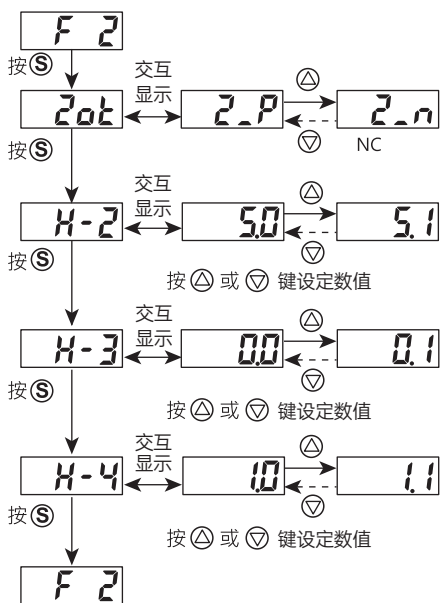 F 2
按Ⓢ
交互
显示
2ot 2_P 2_n
NC
按Ⓢ
交互
显示
H-2 5.0 5.1
按Ⓢ
按 △ 或 ▽ 键设定数值
交互
显示
H-3 0.0 0.1
按Ⓢ
按 △ 或 ▽ 键设定数值
交互
显示
H-4 1.0 1.1
按Ⓢ
按 △ 或 ▽ 键设定数值
F 2